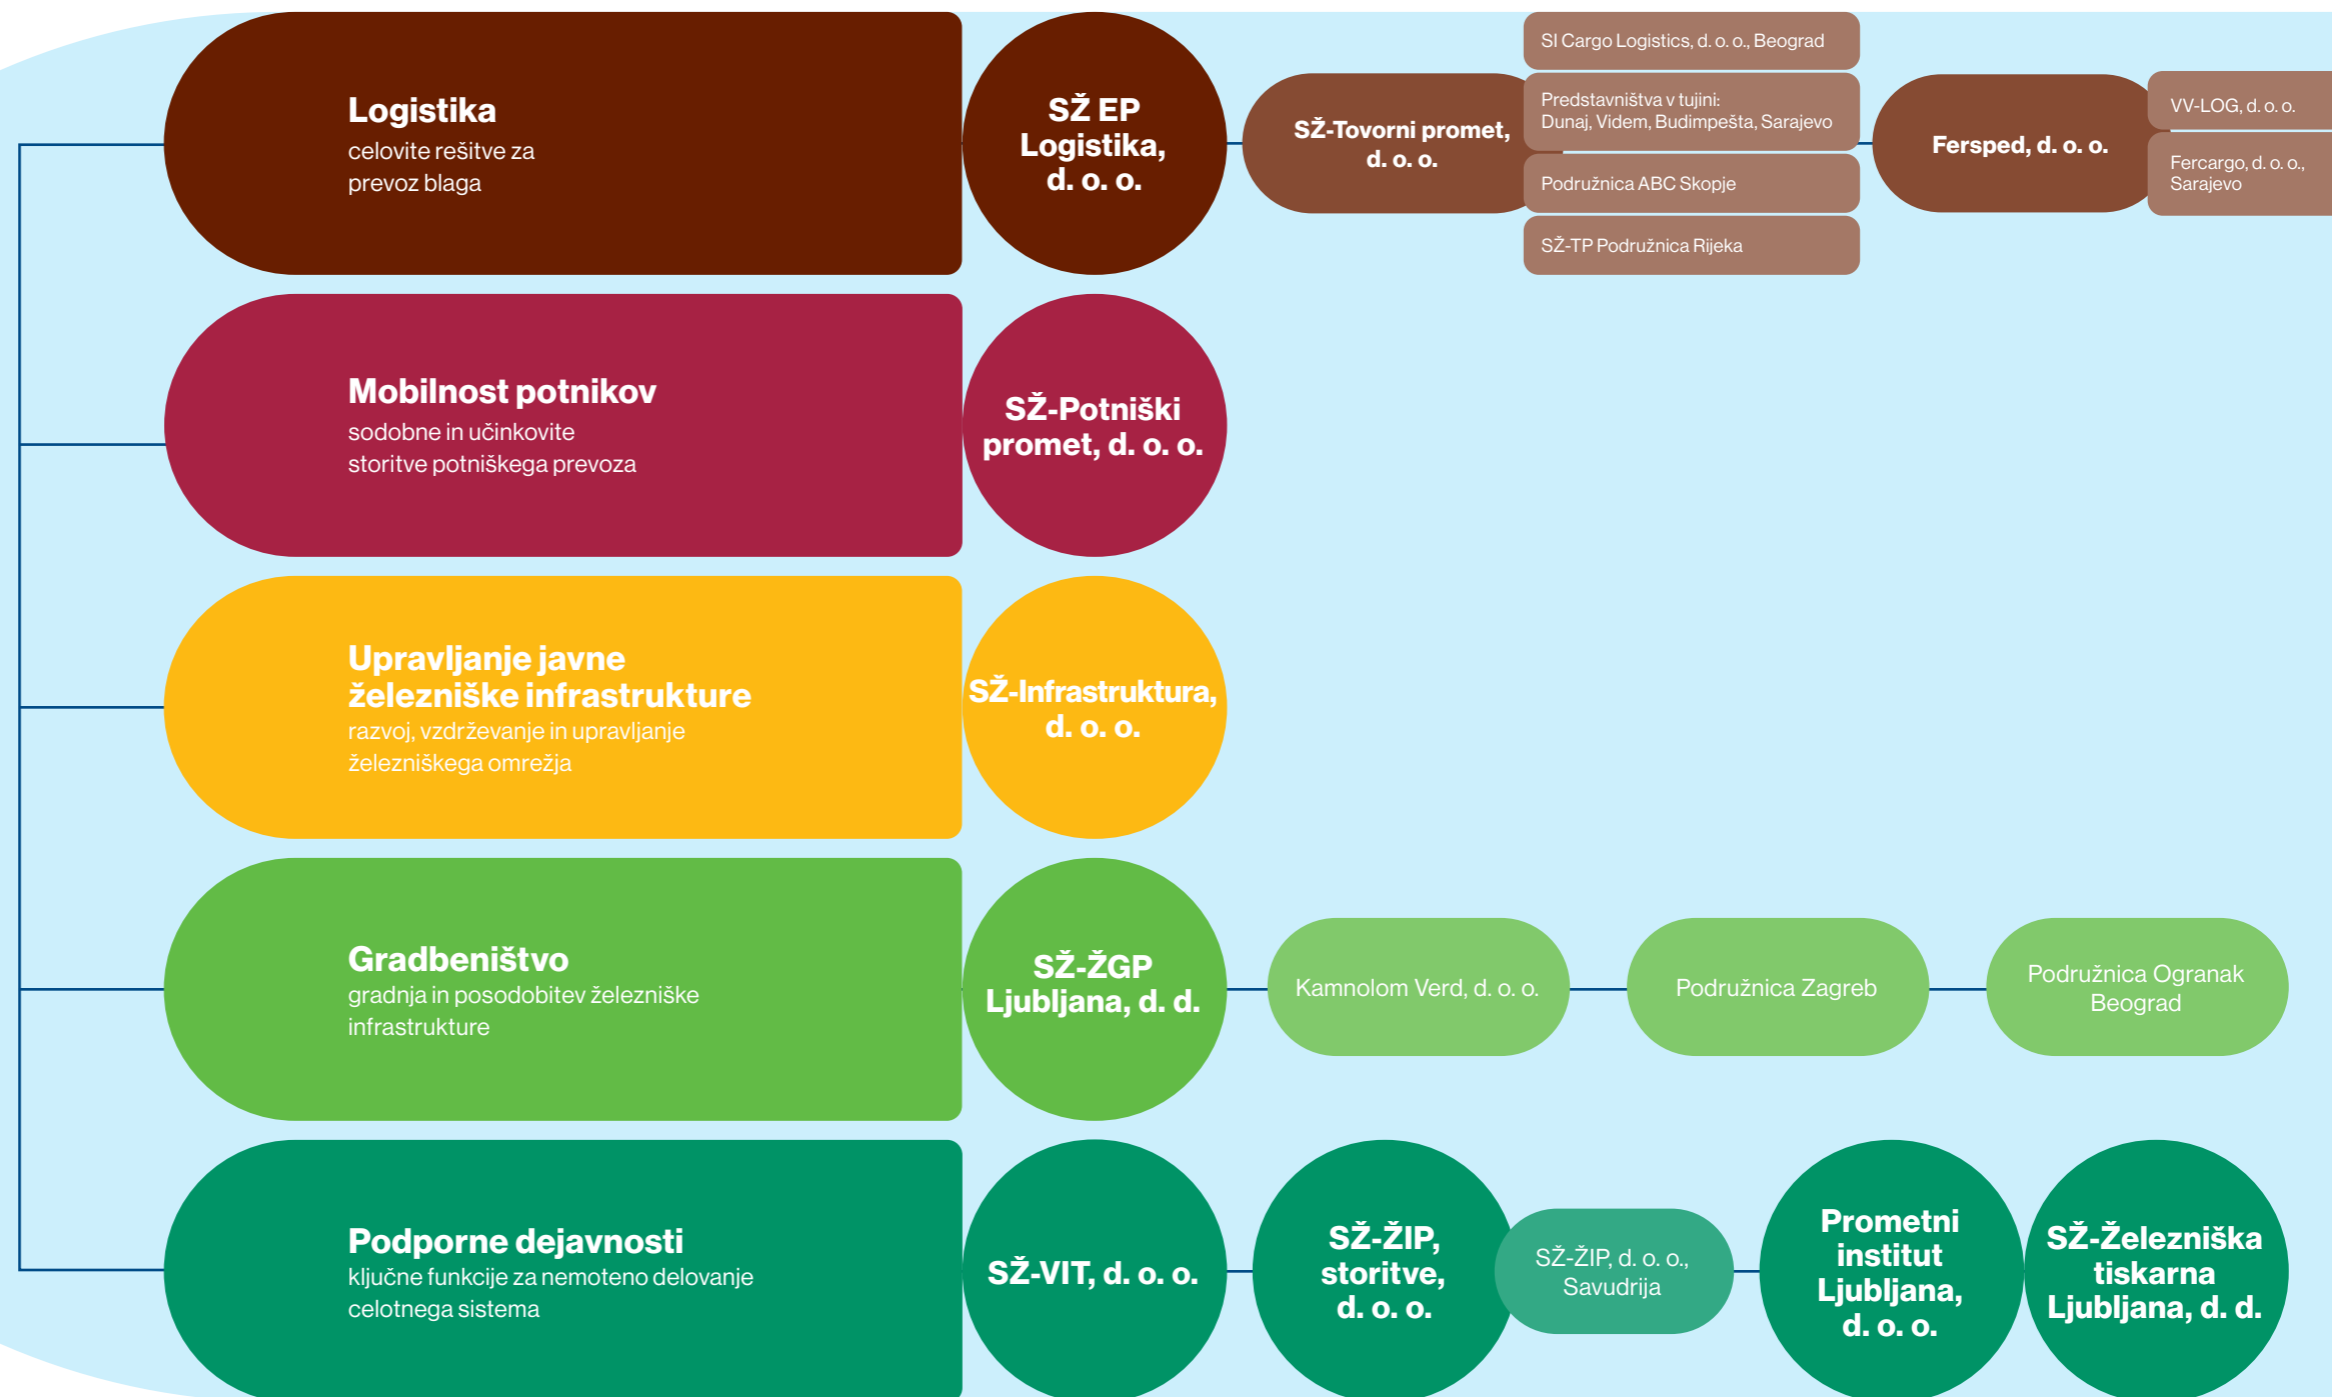 Logistika
celovite rešitve za
prevoz blaga
SŽ EP
Logistika,
d. o. o.
SŽ-Tovorni promet,
d. o. o.
SI Cargo Logistics, d. o. o., Beograd
Predstavništva v tujini:
Dunaj, Videm, Budimpešta, Sarajevo
Podružnica ABC Skopje
SŽ-TP Podružnica Rijeka
Fersped, d. o. o.
VV-LOG, d. o. o.
Fercargo, d. o. o.,
Sarajevo
Mobilnost potnikov
sodobne in učinkovite
storitve potniškega prevoza
SŽ-Potniški
promet, d. o. o.
Upravljanje javne
železniške infrastrukture
razvoj, vzdrževanje in upravljanje
železniškega omrežja
SŽ-Infrastruktura,
d. o. o.
Gradbeništvo
gradnja in posodobitev železniške
infrastrukture
SŽ-ŽGP
Ljubljana, d. d.
Kamnolom Verd, d. o. o.
Podružnica Zagreb
Podružnica Ogranak
Beograd
Podporne dejavnosti
ključne funkcije za nemoteno delovanje
celotnega sistema
SŽ-VIT, d. o. o.
SŽ-ŽIP,
storitve,
d. o. o.
SŽ-ŽIP, d. o. o.,
Savudrija
Prometni
institut
Ljubljana,
d. o. o.
SŽ-Železniška
tiskarna
Ljubljana, d. d.